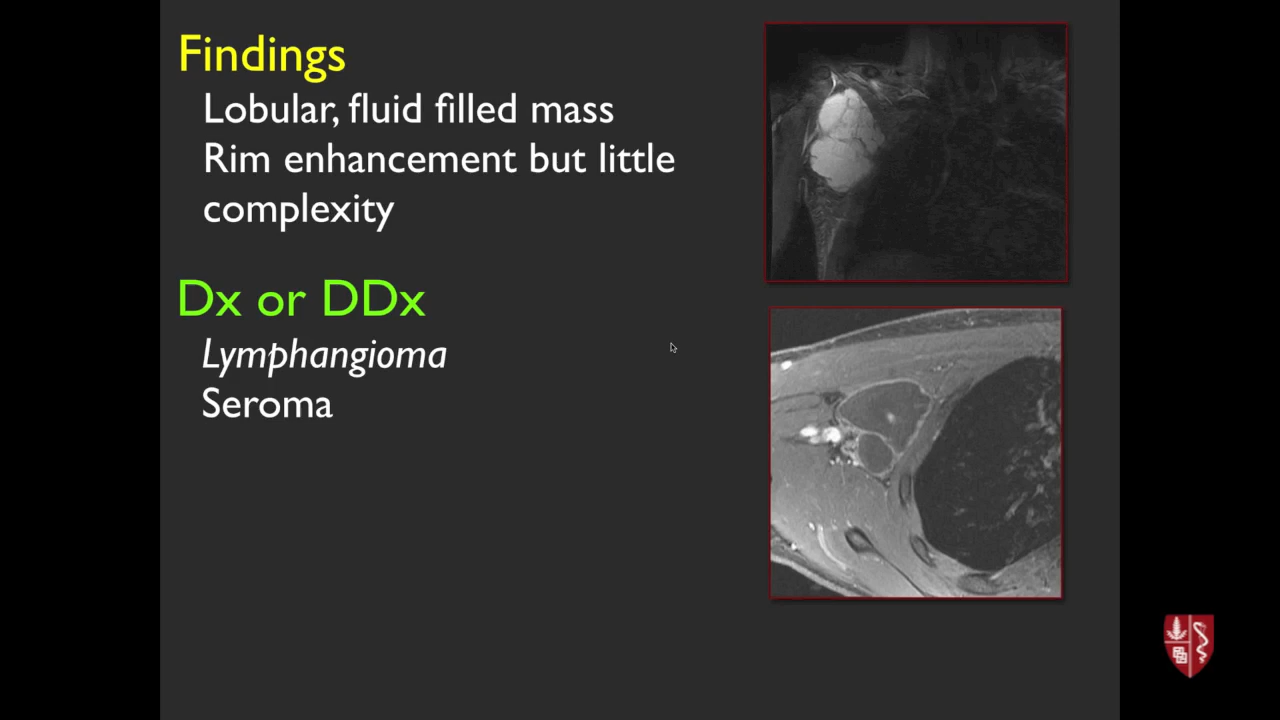 Findings
Lobular, fluid filled mass
Rim enhancement but little
complexity
Dx or DDx
Lymphangioma
Seroma